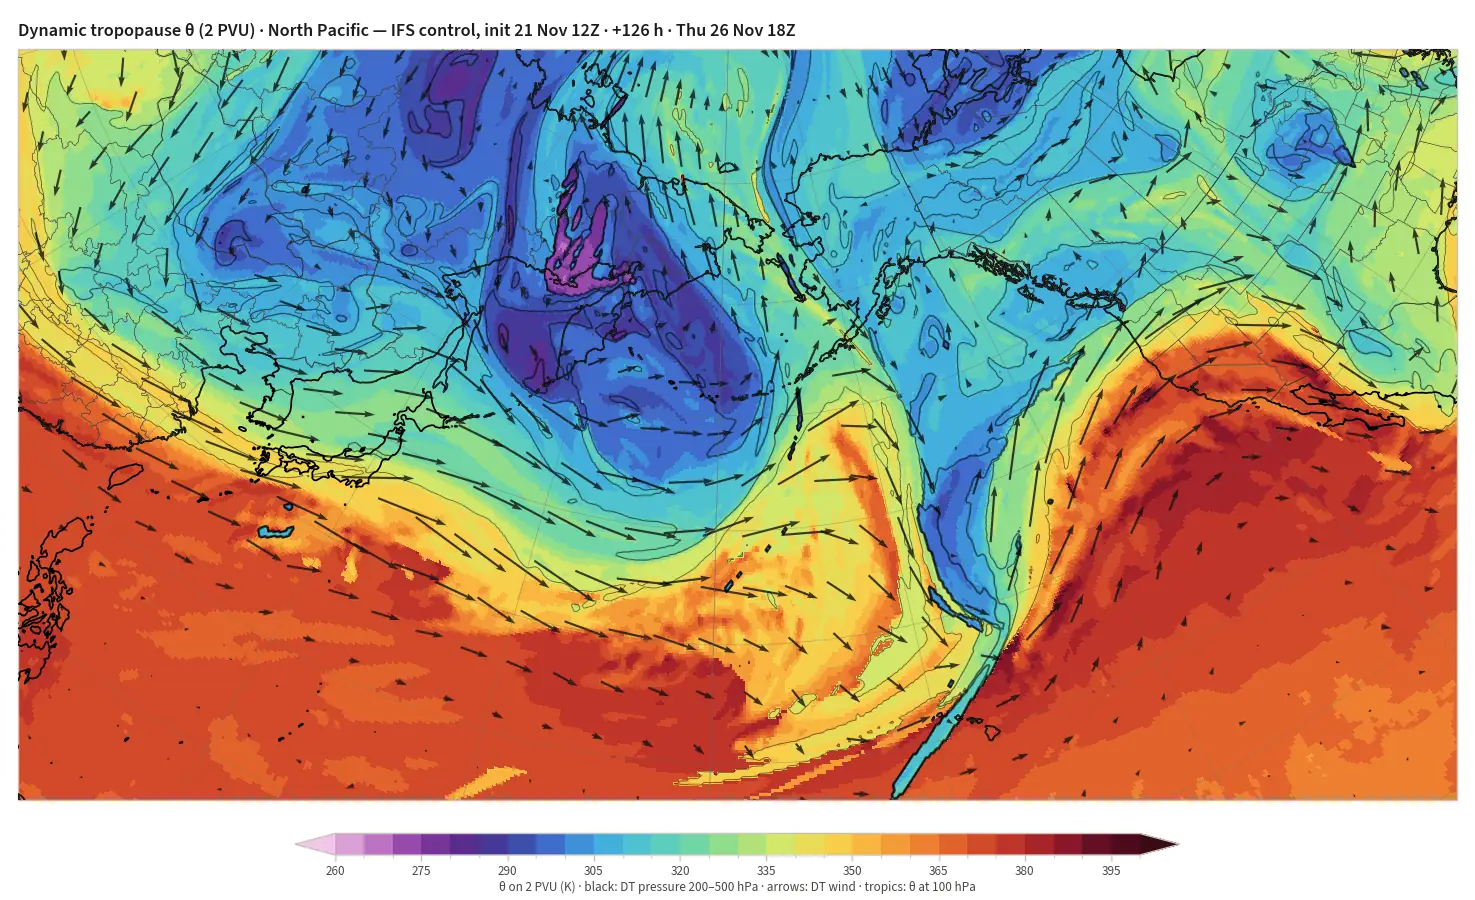 Dynamic tropopause θ (2 PVU) · North Pacific — IFS control, init 21 Nov 12Z · +126 h · Thu 26 Nov 18Z
260 275 290 305 320 335 350 365 380 395
θ on 2 PVU (K) · black: DT pressure 200–500 hPa · arrows: DT wind · tropics: θ at 100 hPa